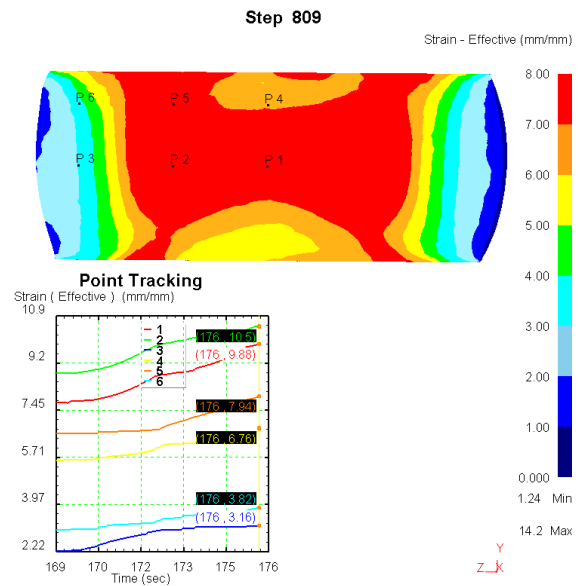 Step 809
Strain - Effective (mm/mm)
8.00
7.00
6.00
5.00
4.00
3.00
2.00
1.00
0.000
1.24 Min
14.2 Max
P 6
P 5
P 4
P 3
P 2
P 1
Point Tracking
Strain ( Effective ) (mm/mm)
10.9
9.2
7.45
5.71
3.97
2.22
1
2
3
4
5
6
(176 , 10.5)
(176 , 9.88)
(176 , 7.94)
(176 , 6.76)
(176 , 3.82)
(176 , 3.16)
169 170 172 173 175 176
Time (sec)
Y
Z X